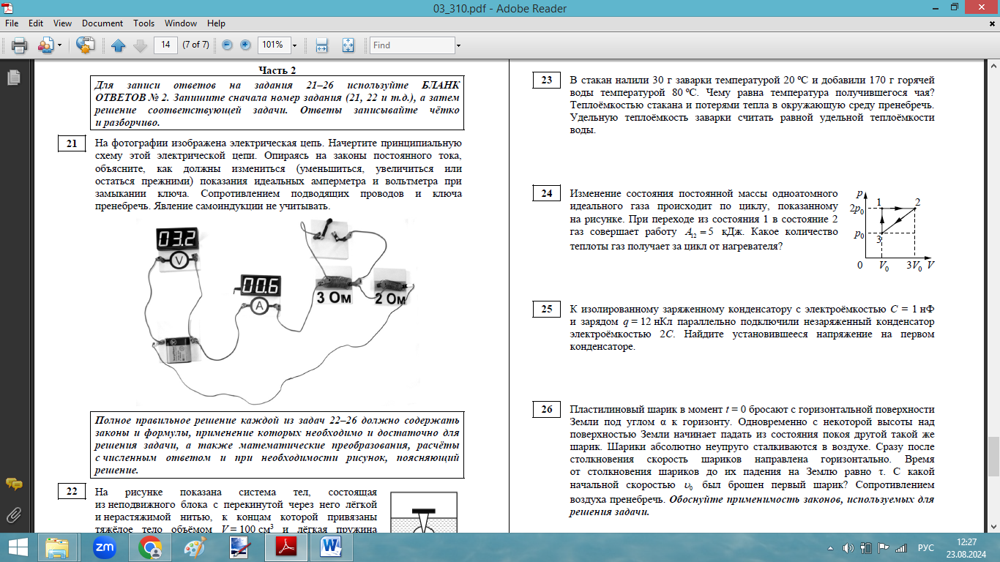 03_310.pdf - Adobe Reader
File Edit View Document Tools Window Help
14 (7 of 7) 101% Find
Часть 2
Для записи ответов на задания 21–26 используйте БЛАНК
ОТВЕТОВ № 2. Запишите сначала номер задания (21, 22 и т.д.), а затем
решение соответствующей задачи. Ответы записывайте чётко
и разборчиво.
21
На фотографии изображена электрическая цепь. Начертите принципиальную
схему этой электрической цепи. Опираясь на законы постоянного тока,
объясните, как должны измениться (уменьшиться, увеличиться или
остаться прежними) показания идеальных амперметра и вольтметра при
замыкании ключа. Сопротивлением подводящих проводов и ключа
пренебречь. Явление самоиндукции не учитывать.
03.2
V
00.6
A
3 Ом
2 Ом
Полное правильное решение каждой из задач 22–26 должно содержать
законы и формулы, применение которых необходимо и достаточно для
решения задачи, а также математические преобразования, расчёты
с численным ответом и при необходимости рисунок, поясняющий
решение.
22
На рисунке показана система тел, состоящая
из неподвижного блока с перекинутой через него лёгкой
и нерастяжимой нитью, к концам которой привязаны
тяжёлое тело объёмом V = 100 см³ и лёгкая пружина
23
В стакан налили 30 г заварки температурой 20 ºС и добавили 170 г горячей
воды температурой 80 ºС. Чему равна температура получившегося чая?
Теплоёмкостью стакана и потерями тепла в окружающую среду пренебречь.
Удельную теплоёмкость заварки считать равной удельной теплоёмкости
воды.
24
Изменение состояния постоянной массы одноатомного
идеального газа происходит по циклу, показанному
на рисунке. При переходе из состояния 1 в состояние 2
газ совершает работу A₁₂ = 5 кДж. Какое количество
теплоты газ получает за цикл от нагревателя?
p
1 2
2p₀
p₀
3
0 V₀ 3V₀ V
25
К изолированному заряженному конденсатору с электроёмкостью C = 1 нФ
и зарядом q = 12 нКл параллельно подключили незаряженный конденсатор
электроёмкостью 2C. Найдите установившееся напряжение на первом
конденсаторе.
26
Пластилиновый шарик в момент t = 0 бросают с горизонтальной поверхности
Земли под углом α к горизонту. Одновременно с некоторой высоты над
поверхностью Земли начинает падать из состояния покоя другой такой же
шарик. Шарики абсолютно неупруго сталкиваются в воздухе. Сразу после
столкновения скорость шариков направлена горизонтально. Время
от столкновения шариков до их падения на Землю равно τ. С какой
начальной скоростью υ₀ был брошен первый шарик? Сопротивлением
воздуха пренебречь. Обоснуйте применимость законов, используемых для
решения задачи.
zm
РУС
12:27
23.08.2024